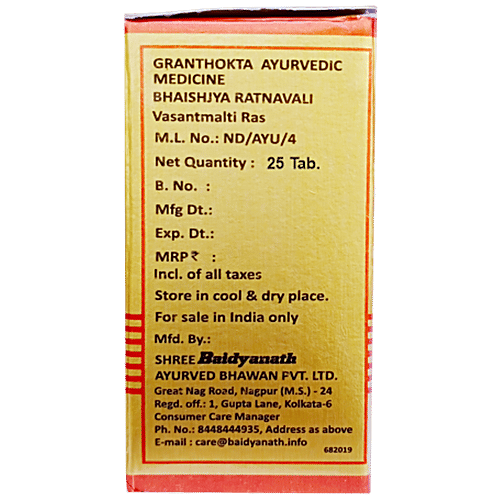 GRANTHOKTA AYURVEDIC
MEDICINE
BHAISHJYA RATNAVALI
Vasantmalti Ras
M.L. No.: ND/AYU/4
Net Quantity : 25 Tab.
B. No. :
Mfg Dt.:
Exp. Dt.:
MRP ₹ :
Incl. of all taxes
Store in cool & dry place.
For sale in India only
Mfd. By.:
SHREE Baidyanath
AYURVED BHAWAN PVT. LTD.
Great Nag Road, Nagpur (M.S.) - 24
Regd. off.: 1, Gupta Lane, Kolkata-6
Consumer Care Manager
Ph. No.: 8448444935, Address as above
E-mail : care@baidyanath.info
682019